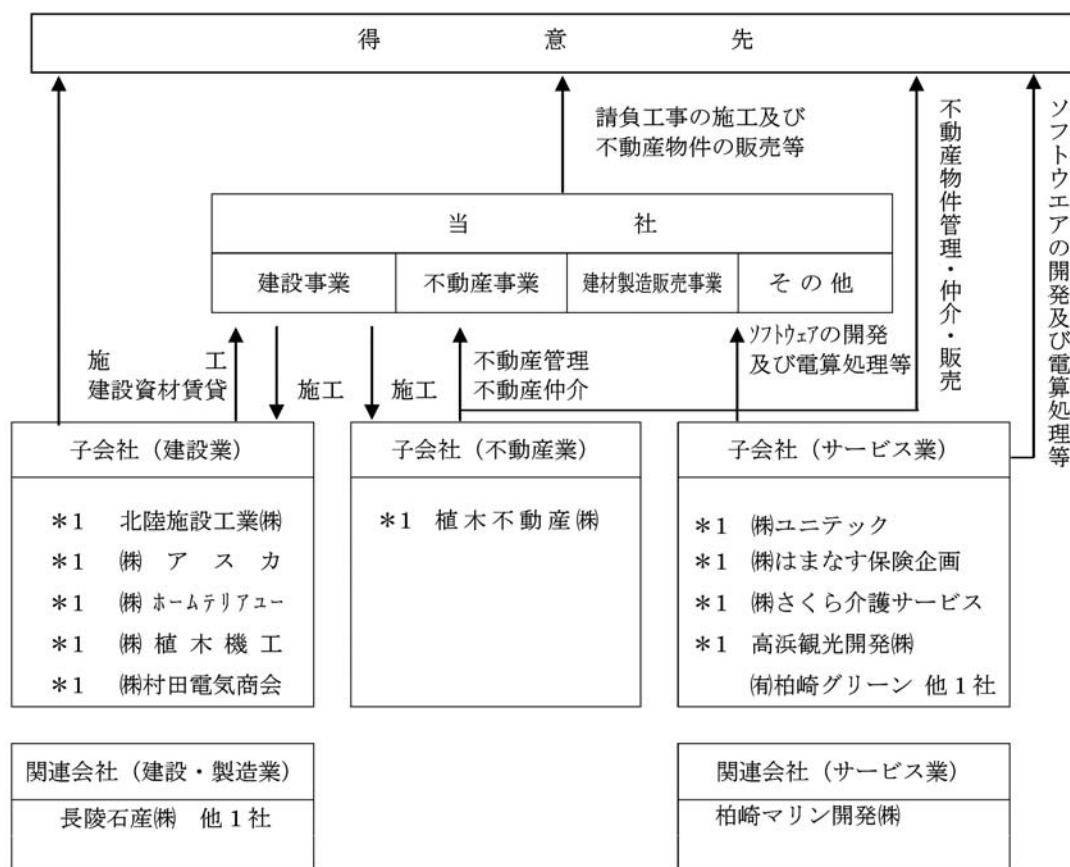 得意先
請負工事の施工及び
不動産物件の販売等
不動産物件管理・仲介・販売
ソフトウエアの開発及び電算処理等
当社
建設事業
不動産事業
建材製造販売事業
その他
施工
建設資材賃貸
施工
施工
不動産管理
不動産仲介
ｿﾌﾄｳｪｱの開発
及び電算処理等
子会社（建設業）
*1 北陸施設工業㈱
*1 ㈱アスカ
*1 ㈱ホームテリアユー
*1 ㈱植木機工
*1 ㈱村田電気商会
子会社（不動産業）
*1 植木不動産㈱
子会社（サービス業）
*1 ㈱ユニテック
*1 ㈱はまなす保険企画
*1 ㈱さくら介護サービス
*1 高浜観光開発㈱
㈲柏崎グリーン 他1社
関連会社（建設・製造業）
長陵石産㈱ 他1社
関連会社（サービス業）
柏崎マリン開発㈱